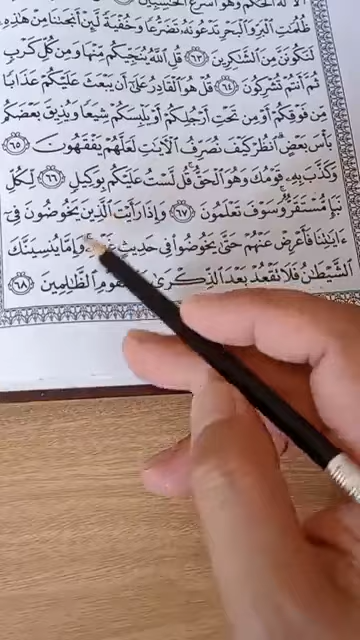 ظُلُمَٰتِ ٱلْبَرِّ وَٱلْبَحْرِ تَدْعُونَهُۥ تَضَرُّعًا وَخُفْيَةً لَّئِنْ أَنجَىٰنَا مِنْ هَٰذِهِۦ
لَنَكُونَنَّ مِنَ ٱلشَّٰكِرِينَ ٦٣ قُلِ ٱللَّهُ يُنَجِّيكُم مِّنْهَا وَمِن كُلِّ كَرْبٍ
ثُمَّ أَنتُمْ تُشْرِكُونَ ٦٤ قُلْ هُوَ ٱلْقَادِرُ عَلَىٰٓ أَن يَبْعَثَ عَلَيْكُمْ عَذَابًا
مِّن فَوْقِكُمْ أَوْ مِن تَحْتِ أَرْجُلِكُمْ أَوْ يَلْبِسَكُمْ شِيَعًا وَيُذِيقَ بَعْضَكُم
بَأْسَ بَعْضٍ ٱنظُرْ كَيْفَ نُصَرِّفُ ٱلْـَٔايَٰتِ لَعَلَّهُمْ يَفْقَهُونَ ٦٥
وَكَذَّبَ بِهِۦ قَوْمُكَ وَهُوَ ٱلْحَقُّ ۚ قُل لَّسْتُ عَلَيْكُم بِوَكِيلٍ ٦٦ لِّكُلِّ
نَبَإٍ مُّسْتَقَرٌّ ۚ وَسَوْفَ تَعْلَمُونَ ٦٧ وَإِذَا رَأَيْتَ ٱلَّذِينَ يَخُوضُونَ فِىٓ
ءَايَٰتِنَا فَأَعْرِضْ عَنْهُمْ حَتَّىٰ يَخُوضُوا۟ فِى حَدِيثٍ وَإِمَّا يُنسِيَنَّكَ
ٱلشَّيْطَٰنُ فَلَا تَقْعُدْ بَعْدَ ٱلذِّكْرَىٰ ٱلْقَوْمِ ٱلظَّٰلِمِينَ ٦٨